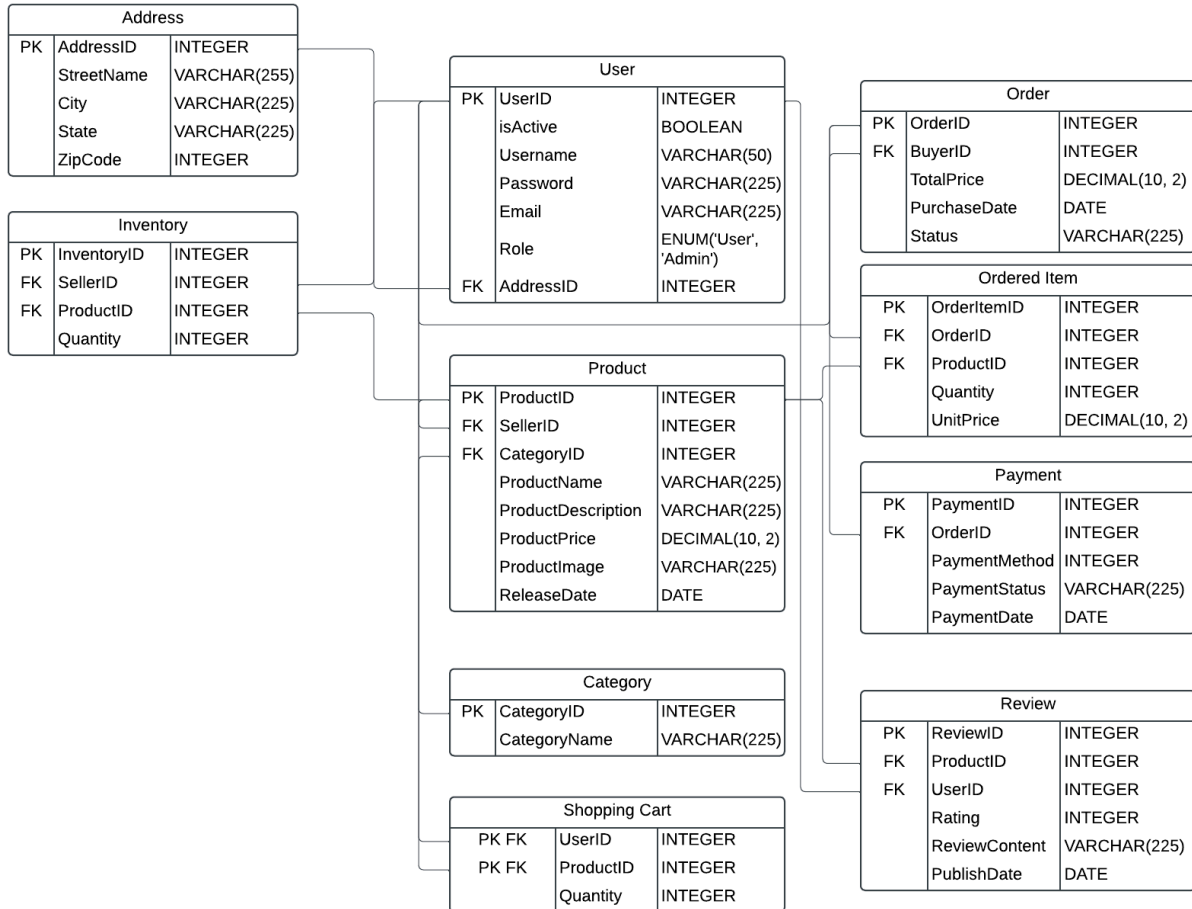 Address
PK AddressID INTEGER
StreetName VARCHAR(255)
City VARCHAR(225)
State VARCHAR(225)
ZipCode INTEGER
Inventory
PK InventoryID INTEGER
FK SellerID INTEGER
FK ProductID INTEGER
Quantity INTEGER
User
PK UserID INTEGER
isActive BOOLEAN
Username VARCHAR(50)
Password VARCHAR(225)
Email VARCHAR(225)
Role ENUM('User',
'Admin')
FK AddressID INTEGER
Product
PK ProductID INTEGER
FK SellerID INTEGER
FK CategoryID INTEGER
ProductName VARCHAR(225)
ProductDescription VARCHAR(225)
ProductPrice DECIMAL(10, 2)
ProductImage VARCHAR(225)
ReleaseDate DATE
Category
PK CategoryID INTEGER
CategoryName VARCHAR(225)
Shopping Cart
PK FK UserID INTEGER
PK FK ProductID INTEGER
Quantity INTEGER
Order
PK OrderID INTEGER
FK BuyerID INTEGER
TotalPrice DECIMAL(10, 2)
PurchaseDate DATE
Status VARCHAR(225)
Ordered Item
PK OrderItemID INTEGER
FK OrderID INTEGER
FK ProductID INTEGER
Quantity INTEGER
UnitPrice DECIMAL(10, 2)
Payment
PK PaymentID INTEGER
FK OrderID INTEGER
PaymentMethod INTEGER
PaymentStatus VARCHAR(225)
PaymentDate DATE
Review
PK ReviewID INTEGER
FK ProductID INTEGER
FK UserID INTEGER
Rating INTEGER
ReviewContent VARCHAR(225)
PublishDate DATE